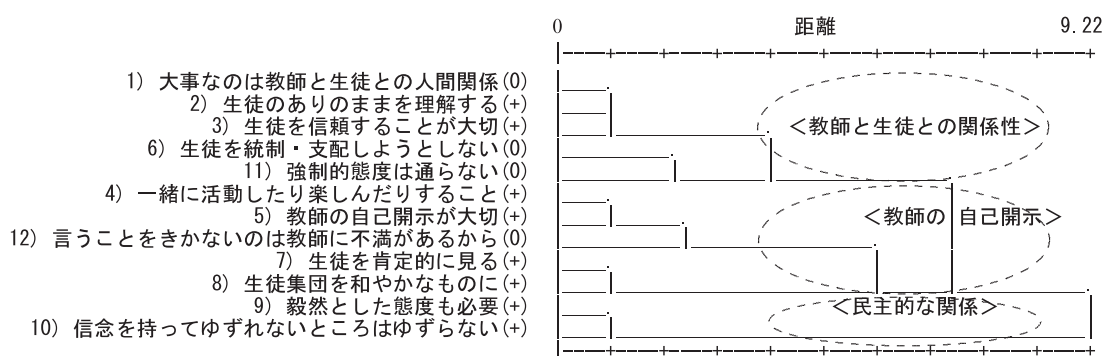 0 距離 9.22
1) 大事なのは教師と生徒との人間関係(0)
2) 生徒のありのままを理解する(+)
3) 生徒を信頼することが大切(+)
<教師と生徒との関係性>
6) 生徒を統制・支配しようとしない(0)
11) 強制的態度は通らない(0)
4) 一緒に活動したり楽しんだりすること(+)
5) 教師の自己開示が大切(+)
<教師の 自己開示>
12) 言うことをきかないのは教師に不満があるから(0)
7) 生徒を肯定的に見る(+)
8) 生徒集団を和やかなものに(+)
9) 毅然とした態度も必要(+)
<民主的な関係>
10) 信念を持ってゆずれないところはゆずらない(+)